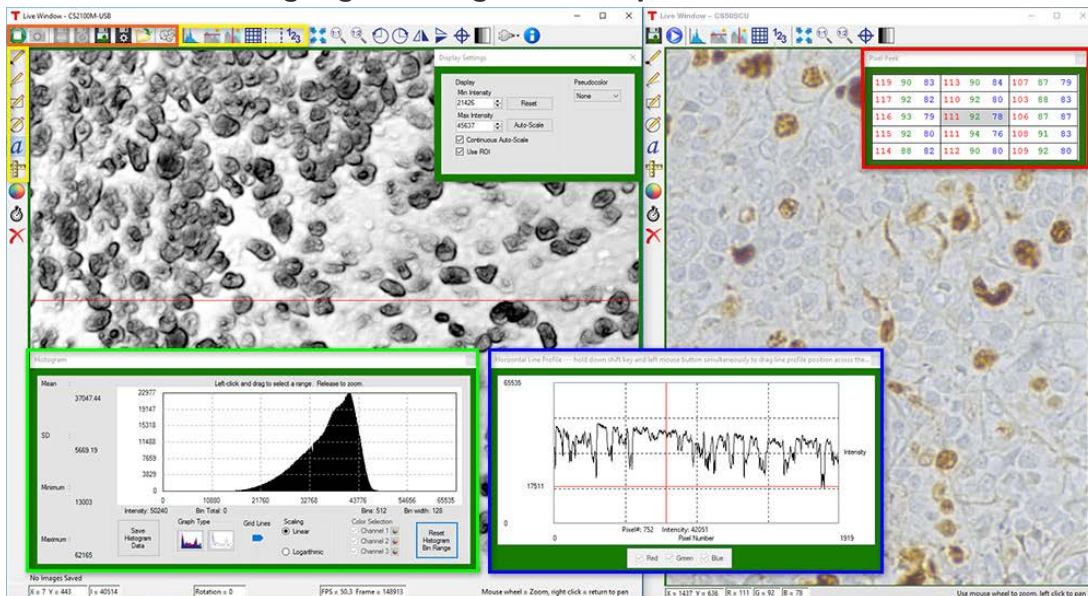 Live Window - CS2100M-USB
Live Window - CS505CU
Display Settings
Display
Min Intensity
21426
Reset
Max Intensity
45637
Auto-Scale
Continuous Auto-Scale
Use ROI
Pseudocolor
None
Pixel Peek
119 90 83 113 90 84 107 87 79
117 92 82 110 92 80 103 88 83
116 93 79 111 92 78 106 87 87
115 92 80 111 94 76 108 91 83
114 88 82 112 90 80 109 92 80
Histogram
Left-click and drag to select a range. Release to zoom.
Mean :
37047.44
SD :
5669.19
Minimum :
13003
Maximum :
62165
22977
19147
15318
11488
7659
3829
0
0 10880 21760 32768 43776 54656 65535
Intensity: 50240 Bin Total: 0 Bins: 512 Bin width: 128
Save Histogram Data
Graph Type
Grid Lines
Scaling
Linear
Logarithmic
Color Selection
Channel 1
Channel 2
Channel 3
Reset Histogram Bin Range
Horizontal Line Profile --- hold down shift key and left mouse button simultaneously to drag line profile position across the...
65535
17511
0
Intensity
Pixel#: 752 Intensity: 42051
0 Pixel Number 1919
Red Green Blue
No Images Saved
X = 7 Y = 443 I = 40514 Rotation = 0 FPS = 50.3 Frame = 148913 Mouse wheel = Zoom, right click = return to pan
X = 1437 Y = 636 R = 111 G = 92 B = 78 Use mouse wheel to zoom, left click to pan